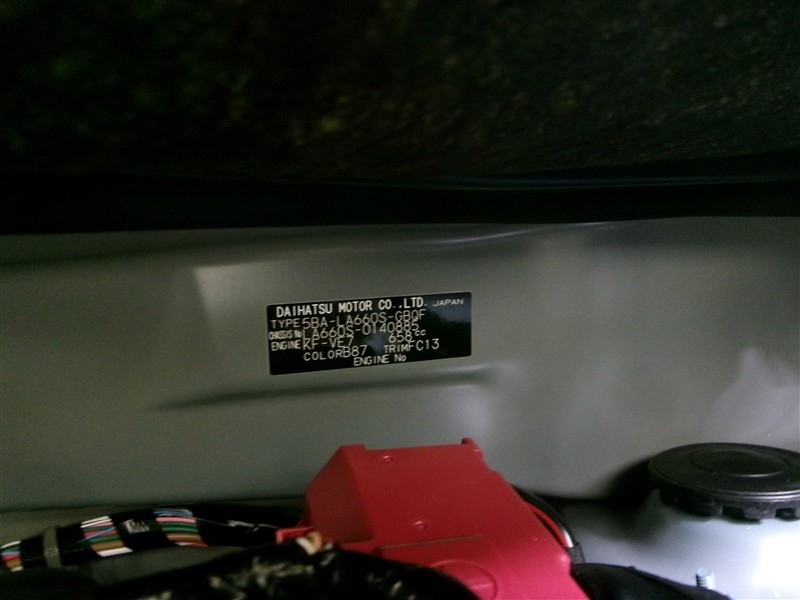 DAIHATSU MOTOR CO.,LTD. JAPAN
TYPE 5BA-LA660S-GBQF
CHASSIS No LA660S-0140885
ENGINE KF-VE7 658cc
COLOR B87 TRIM FC13
ENGINE No